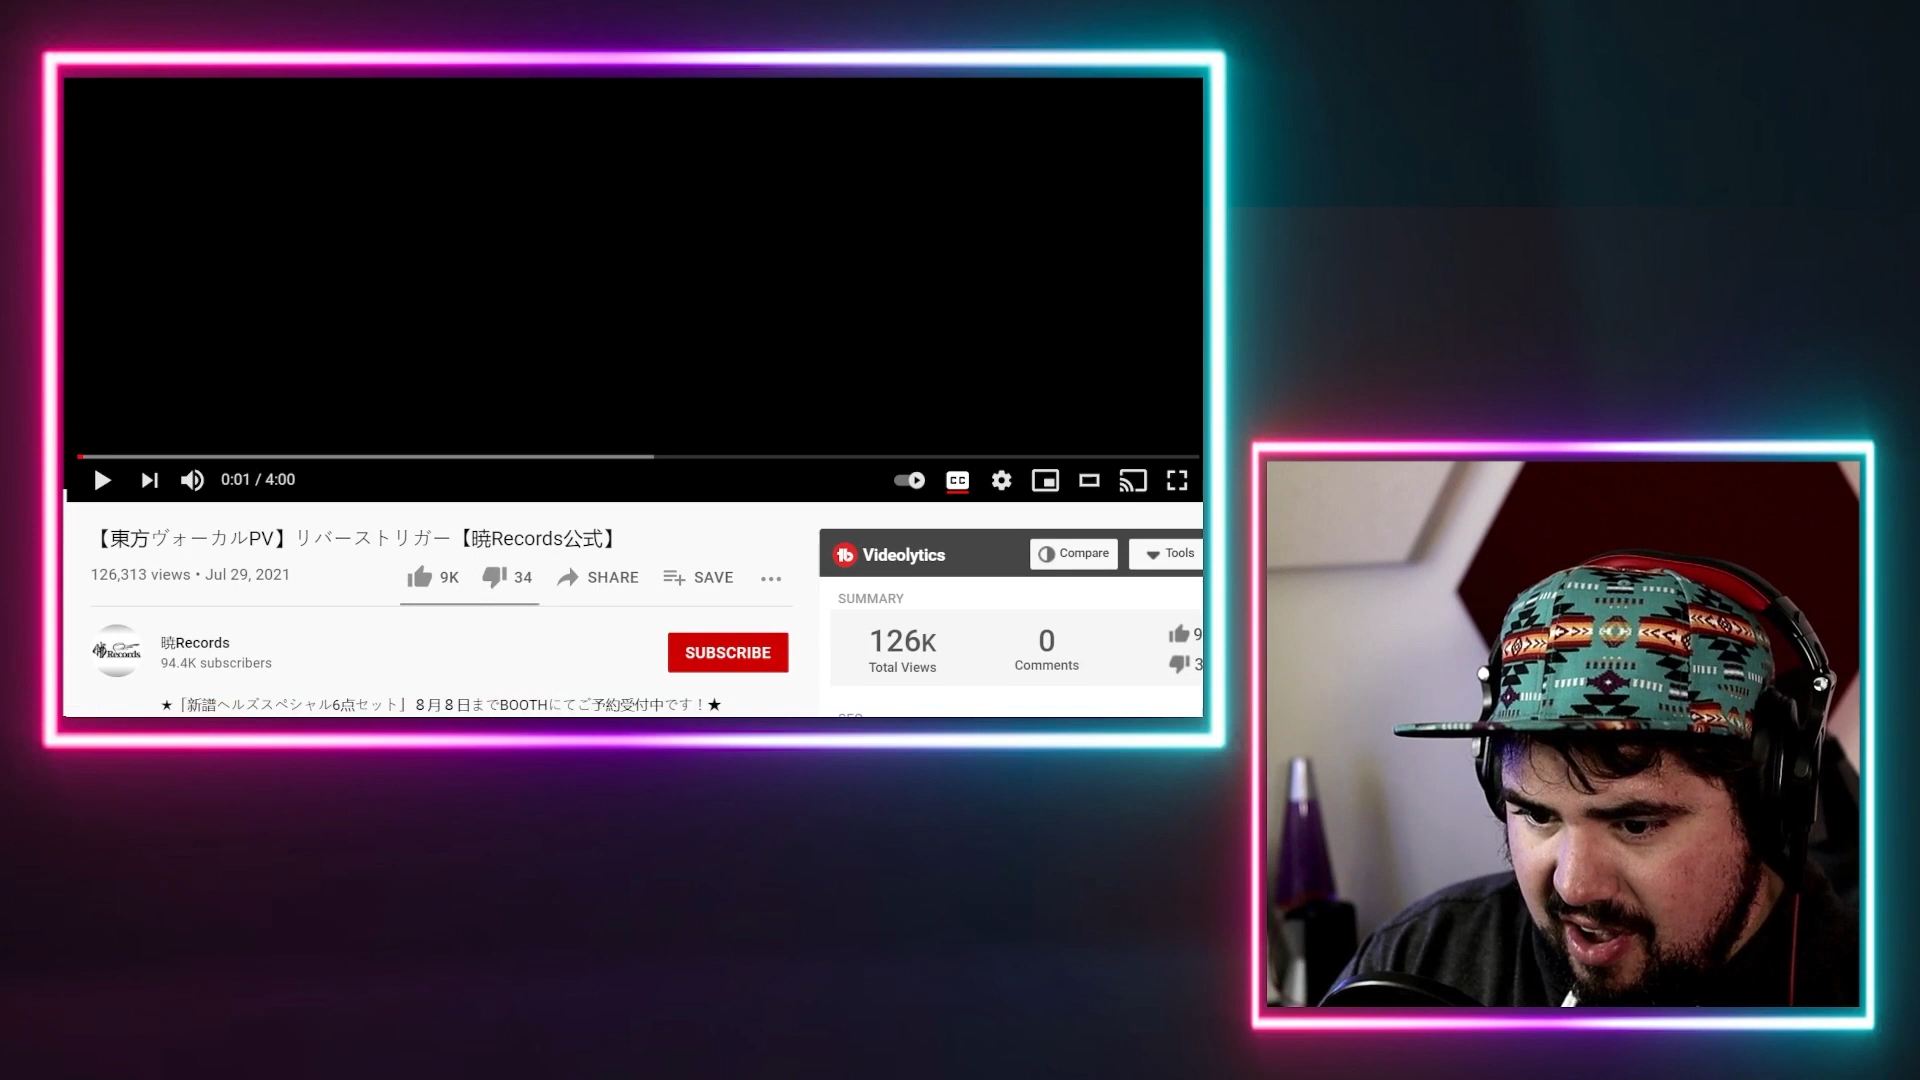 CC
0:01 / 4:00
【東方ヴォーカルPV】リバーストリガー【暁Records公式】
126,313 views • Jul 29, 2021
9K
34
SHARE
SAVE
暁Records
94.4K subscribers
SUBSCRIBE
★「新譜ヘルズスペシャル6点セット」８月８日までBOOTHにてご予約受付中です！★
Videolytics
Compare
Tools
SUMMARY
126K
Total Views
0
Comments
9
3